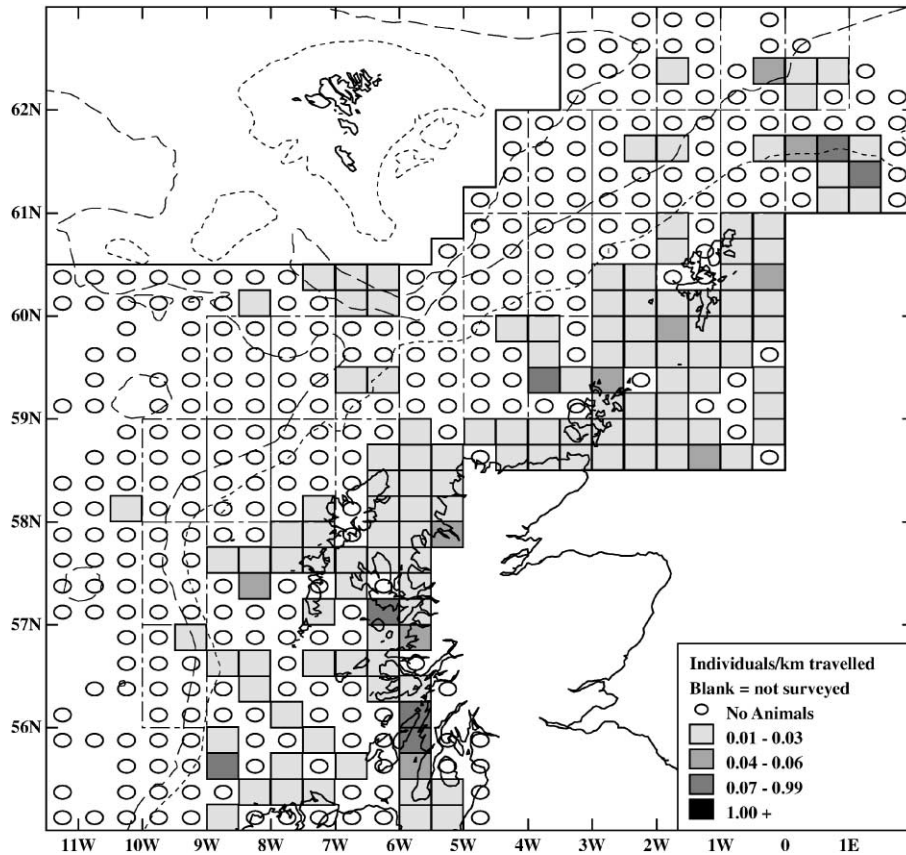 62N
61N
60N
59N
58N
57N
56N
Individuals/km travelled
Blank = not surveyed
No Animals
0.01 - 0.03
0.04 - 0.06
0.07 - 0.99
1.00 +
11W 10W 9W 8W 7W 6W 5W 4W 3W 2W 1W 0 1E